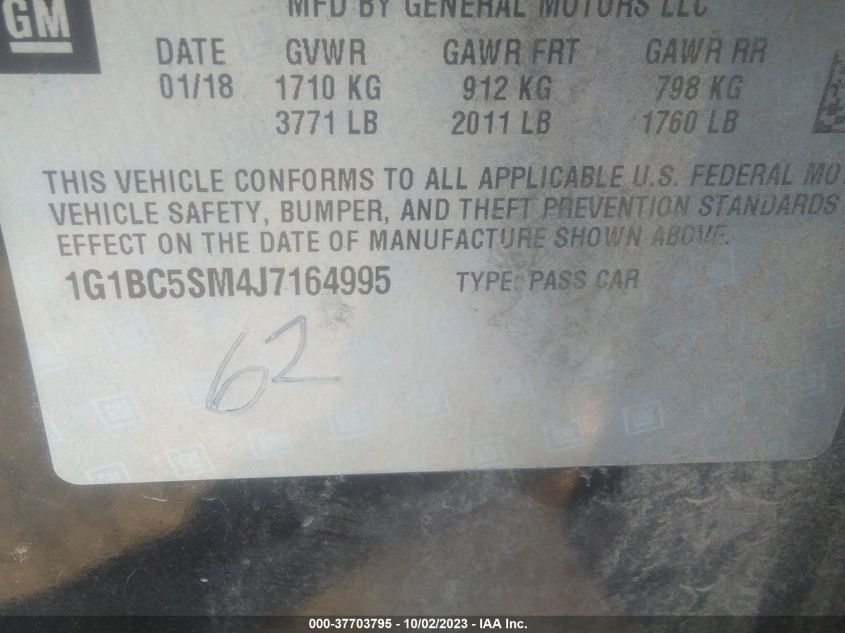 GM
MFD BY GENERAL MOTORS LLC
DATE GVWR GAWR FRT GAWR RR
01/18 1710 KG 912 KG 798 KG
3771 LB 2011 LB 1760 LB
THIS VEHICLE CONFORMS TO ALL APPLICABLE U.S. FEDERAL MO
VEHICLE SAFETY, BUMPER, AND THEFT PREVENTION STANDARDS
EFFECT ON THE DATE OF MANUFACTURE SHOWN ABOVE.
1G1BC5SM4J7164995 TYPE: PASS CAR
62
000-37703795 - 10/02/2023 - IAA Inc.